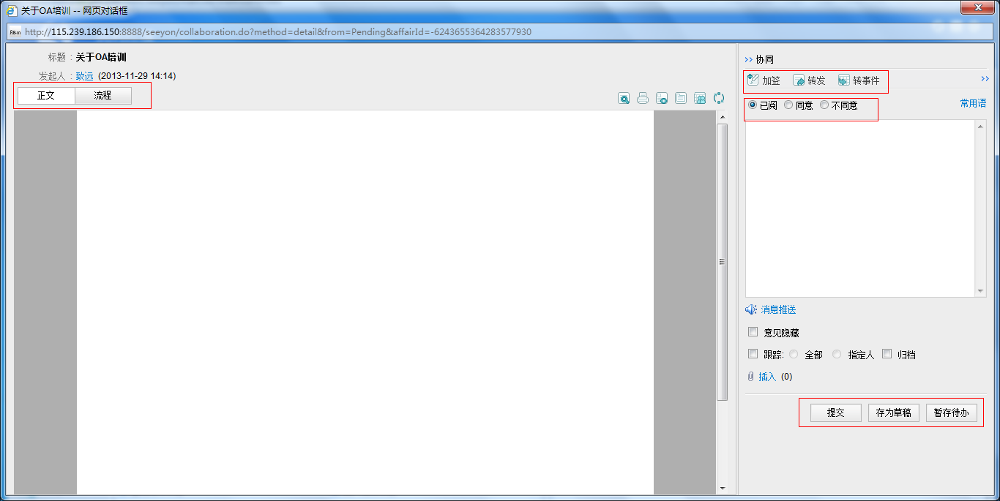 关于OA培训 -- 网页对话框
http://115.239.186.150:8888/seeyon/collaboration.do?method=detail&from=Pending&affairId=-6243655364283577930
标题 : 关于OA培训
发起人 : 致远 (2013-11-29 14:14)
正文 流程
>> 协同
加签 转发 转事件 >>
已阅 同意 不同意 常用语
消息推送
意见隐藏
跟踪: 全部 指定人 归档
插入 (0)
提交 存为草稿 暂存待办